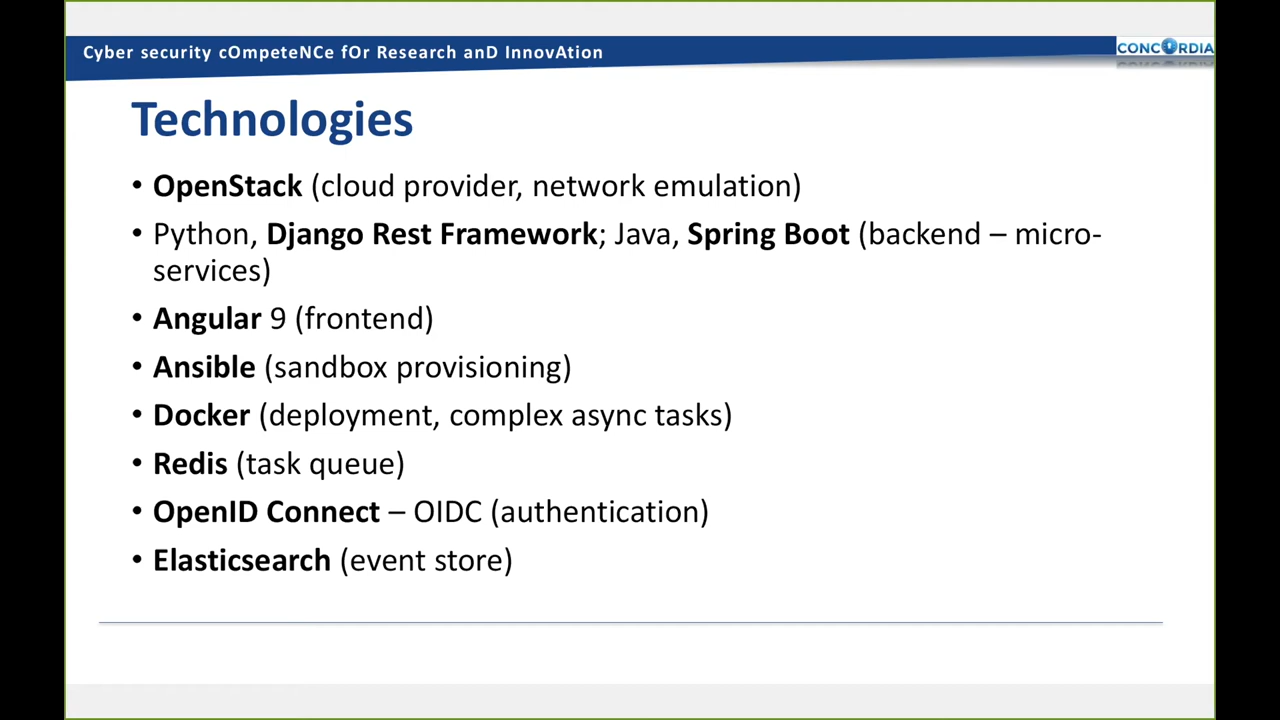 Cyber security cOmpeteNCe fOr Research anD InnovAtion
CONCORDIA
Technologies
• OpenStack (cloud provider, network emulation)
• Python, Django Rest Framework; Java, Spring Boot (backend – micro-
services)
• Angular 9 (frontend)
• Ansible (sandbox provisioning)
• Docker (deployment, complex async tasks)
• Redis (task queue)
• OpenID Connect – OIDC (authentication)
• Elasticsearch (event store)